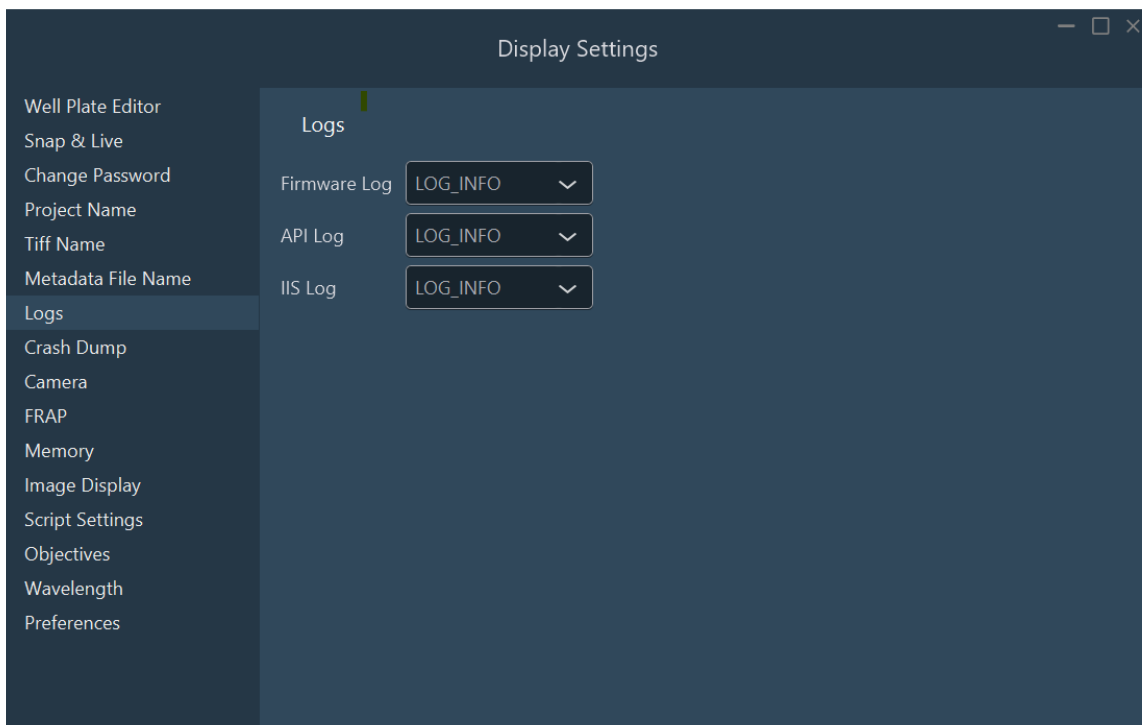 Display Settings
Well Plate Editor
Snap & Live
Change Password
Project Name
Tiff Name
Metadata File Name
Logs
Crash Dump
Camera
FRAP
Memory
Image Display
Script Settings
Objectives
Wavelength
Preferences
Logs
Firmware Log LOG_INFO
API Log LOG_INFO
IIS Log LOG_INFO